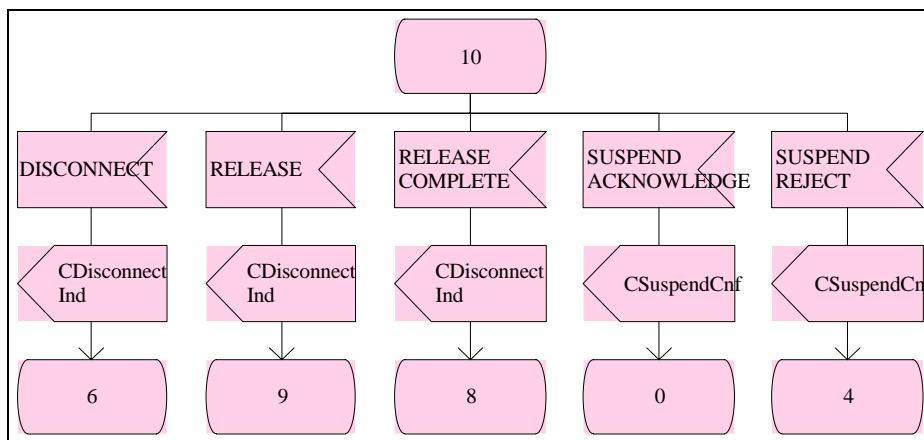 10
DISCONNECT
RELEASE
RELEASE
COMPLETE
SUSPEND
ACKNOWLEDGE
SUSPEND
REJECT
CDisconnect
Ind
CDisconnect
Ind
CDisconnect
Ind
CSuspendCnf
CSuspendCn
6
9
8
0
4